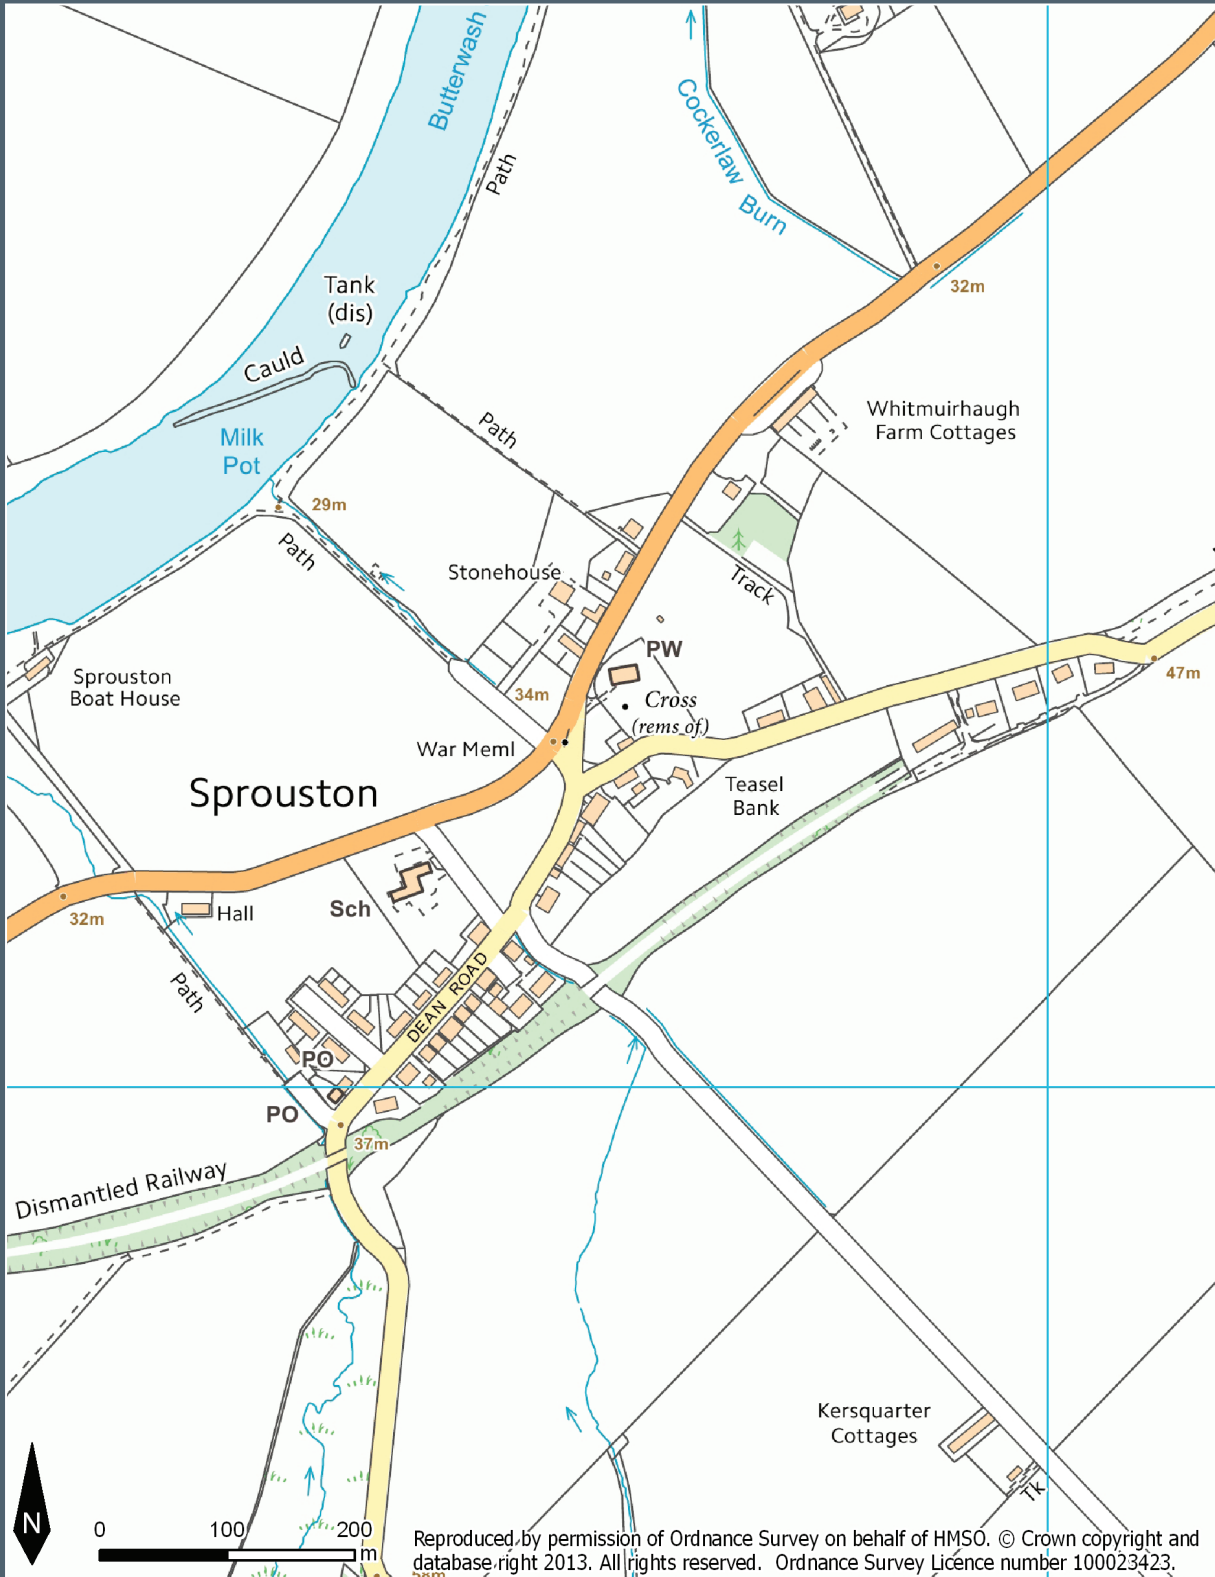 Butterwash
Path
Cockerlaw Burn
32m
Tank
(dis)
Cauld
Milk
Pot
Path
Whitmuirhaugh
Farm Cottages
29m
Path
Stonehouse
Track
PW
Sprouston
Boat House
34m
Cross
(rems of)
47m
War Meml
Sprouston
Teasel
Bank
32m
Hall
Sch
Path
DEAN ROAD
PO
PO
37m
Dismantled Railway
Kersquarter
Cottages
Tk
N
0 100 200
m
58m
Reproduced by permission of Ordnance Survey on behalf of HMSO. © Crown copyright and
database right 2013. All rights reserved. Ordnance Survey Licence number 100023423.